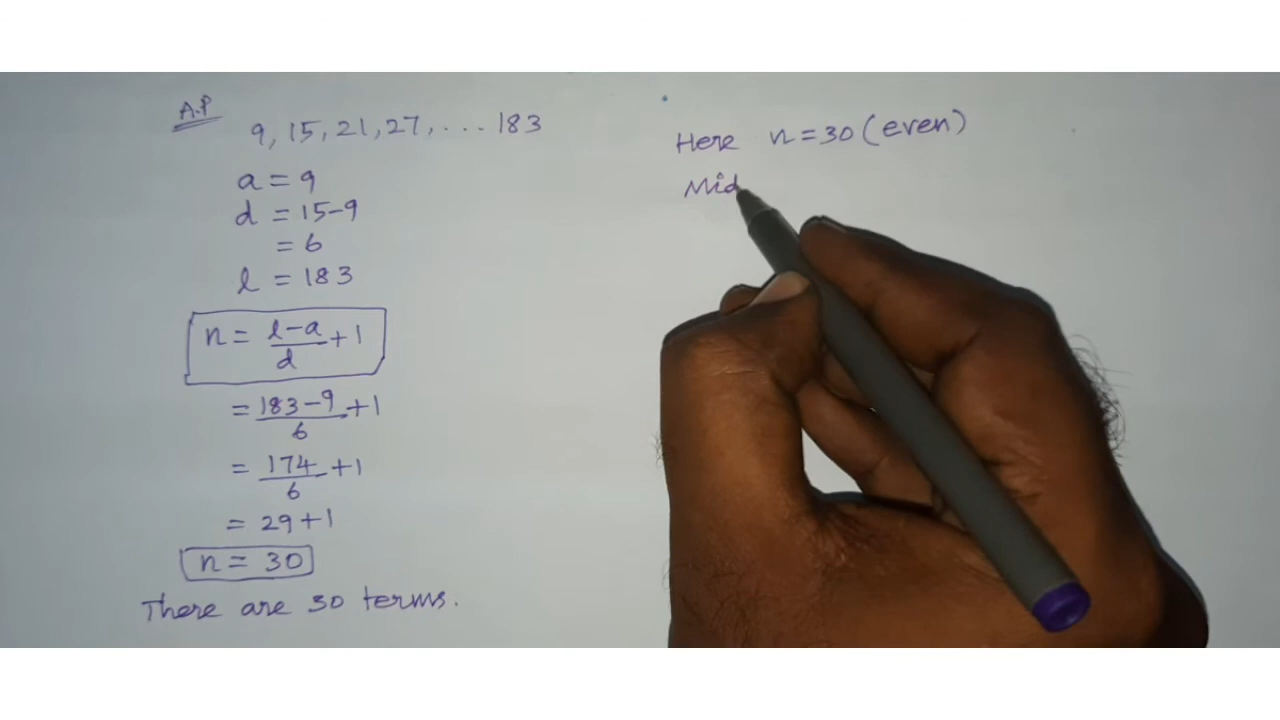 A.P
9, 15, 21, 27, ... 183
a = 9
d = 15-9
= 6
l = 183
n = l-a/d + 1
= 183-9/6 + 1
= 174/6 + 1
= 29+1
n = 30
There are 30 terms.
Here n = 30 (even)
Mid